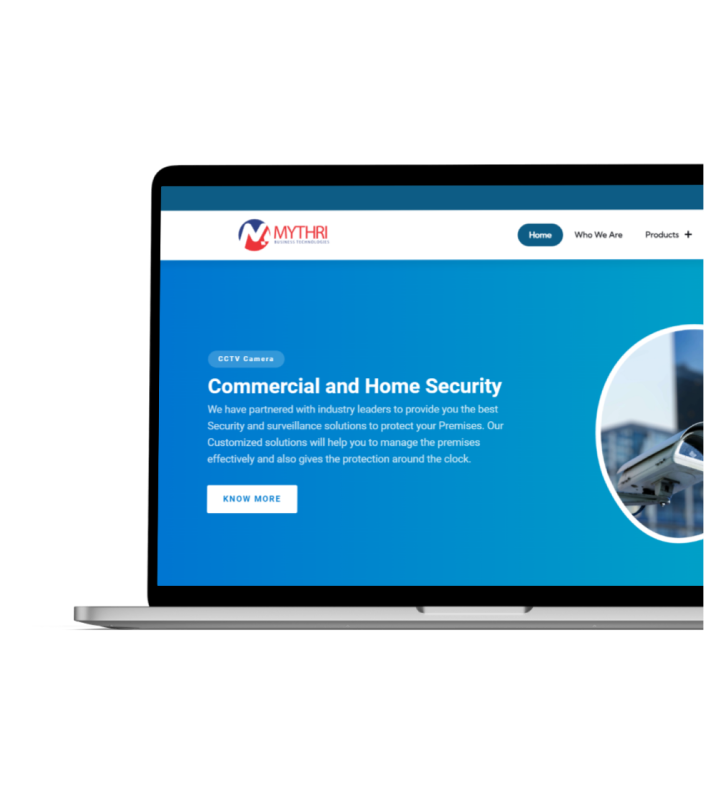 MYTHRI
BUSINESS TECHNOLOGIES
Home Who We Are Products +
CCTV Camera
Commercial and Home Security
We have partnered with industry leaders to provide you the best
Security and surveillance solutions to protect your Premises. Our
Customized solutions will help you to manage the premises
effectively and also gives the protection around the clock.
KNOW MORE